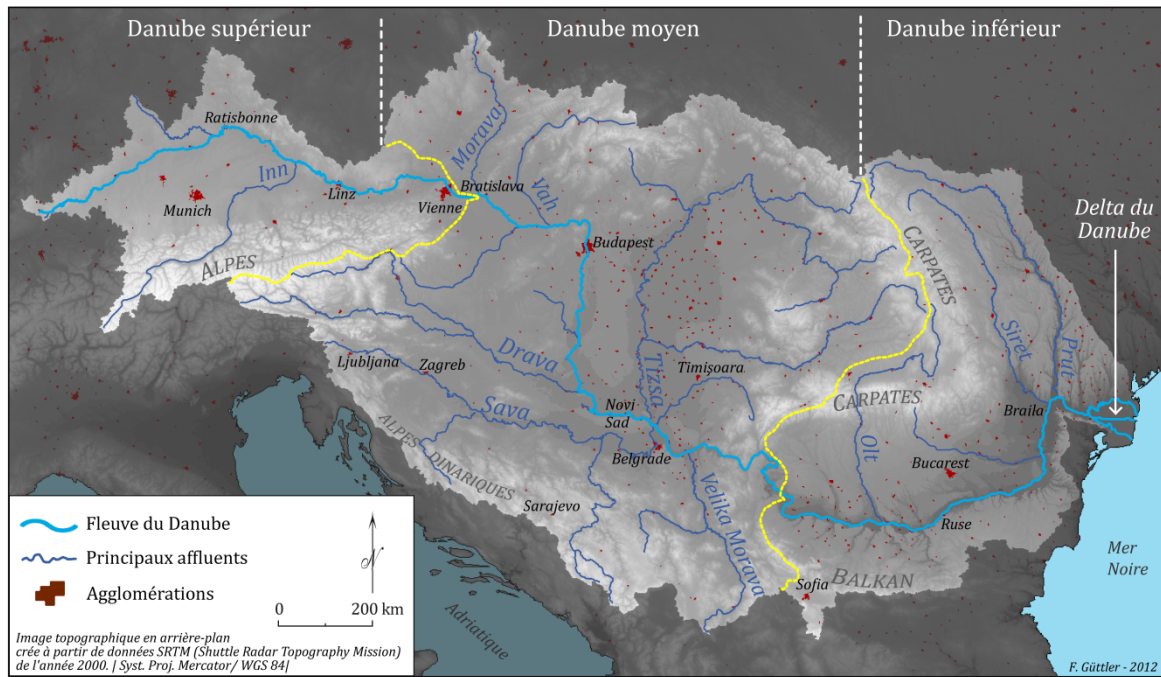 Danube supérieur
Danube moyen
Danube inférieur
Ratisbonne
Inn
Munich
Linz
Vienne
Bratislava
Morava
Vah
Budapest
ALPES
CARPATES
Delta du
Danube
Drava
Tizsa
Siret
Prut
Ljubljana
Zagreb
Timişoara
CARPATES
Sava
Novi
Sad
Belgrade
Olt
Braila
Bucarest
ALPES DINARIQUES
Sarajevo
Velika Morava
Ruse
Sofia
BALKAN
Mer
Noire
Adriatique
Fleuve du Danube
Principaux affluents
Agglomérations
N
0 200 km
Image topographique en arrière-plan
crée à partir de données SRTM (Shuttle Radar Topography Mission)
de l'année 2000. | Syst. Proj. Mercator/ WGS 84|
F. Güttler - 2012